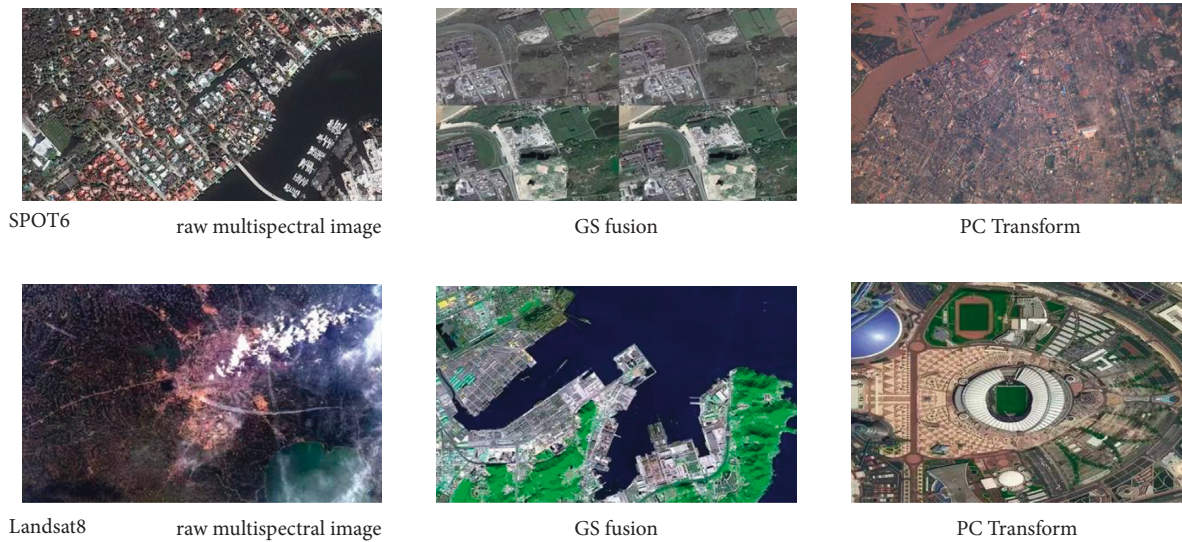 SPOT6 raw multispectral image GS fusion PC Transform
Landsat8 raw multispectral image GS fusion PC Transform